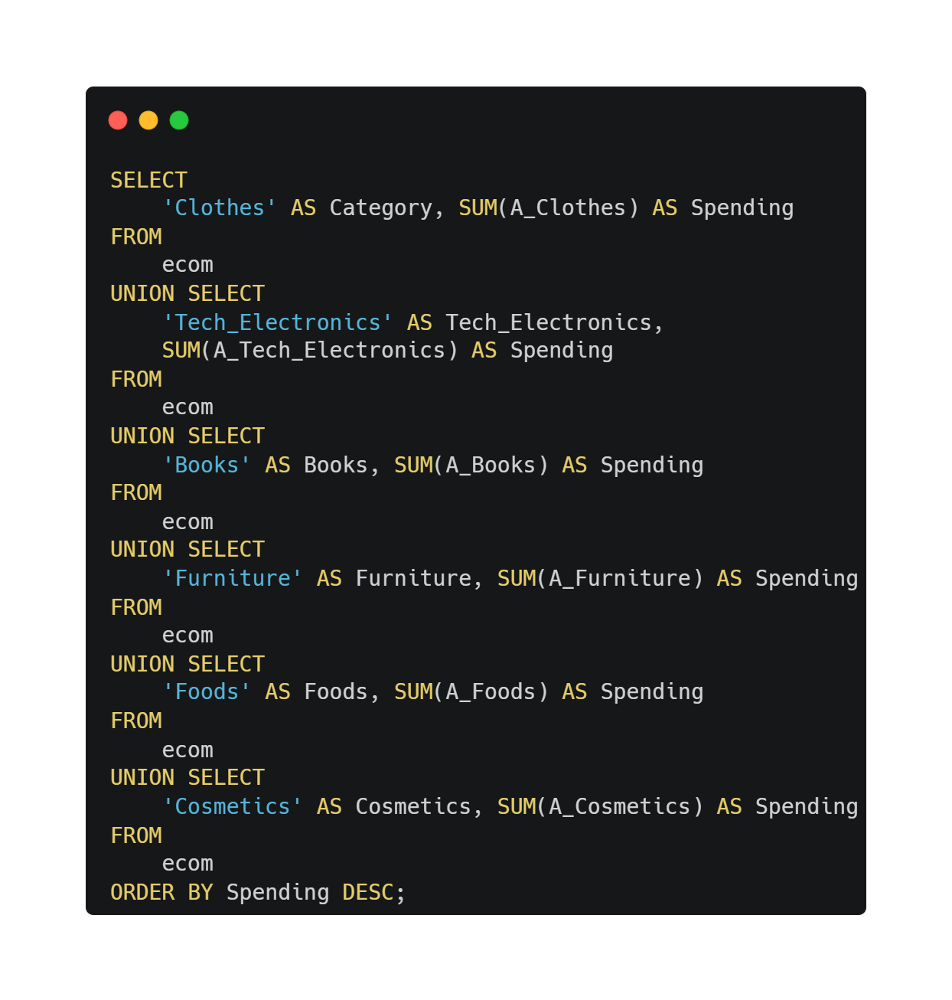 SELECT
    'Clothes' AS Category, SUM(A_Clothes) AS Spending
FROM
    ecom
UNION SELECT
    'Tech_Electronics' AS Tech_Electronics,
    SUM(A_Tech_Electronics) AS Spending
FROM
    ecom
UNION SELECT
    'Books' AS Books, SUM(A_Books) AS Spending
FROM
    ecom
UNION SELECT
    'Furniture' AS Furniture, SUM(A_Furniture) AS Spending
FROM
    ecom
UNION SELECT
    'Foods' AS Foods, SUM(A_Foods) AS Spending
FROM
    ecom
UNION SELECT
    'Cosmetics' AS Cosmetics, SUM(A_Cosmetics) AS Spending
FROM
    ecom
ORDER BY Spending DESC;